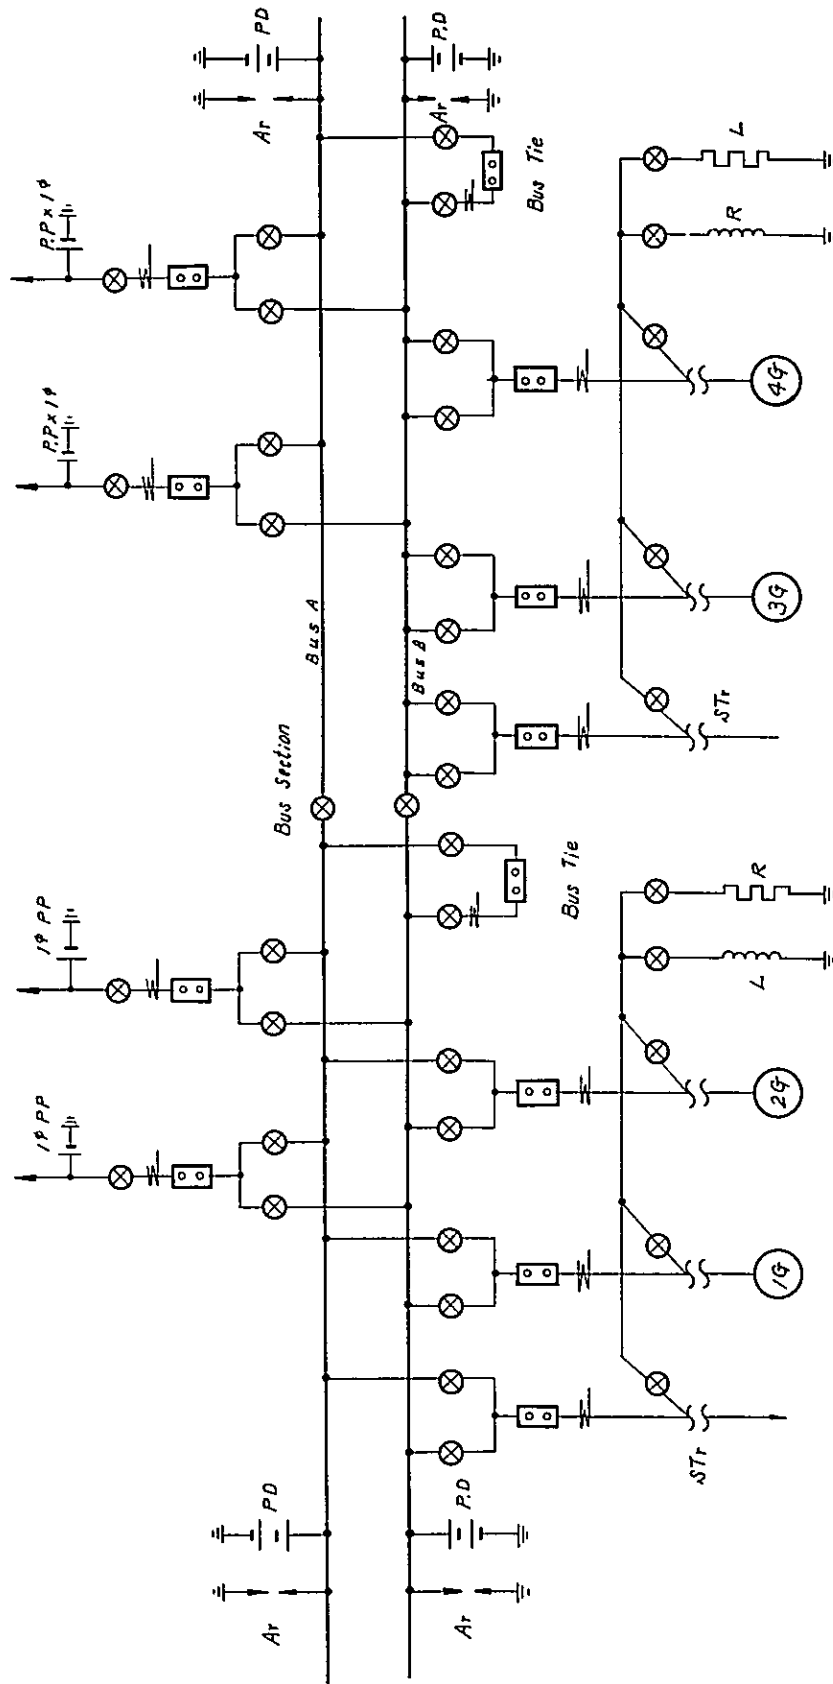 PD
P.D
Ar
Ar
P.P x 1φ
P.P x 1φ
Bus Tie
L
R
4G
3G
STr
Bus A
Bus B
Bus Section
Bus Tie
1φ PP
1φ PP
R
L
2G
1G
STr
PD
P.D
Ar
Ar